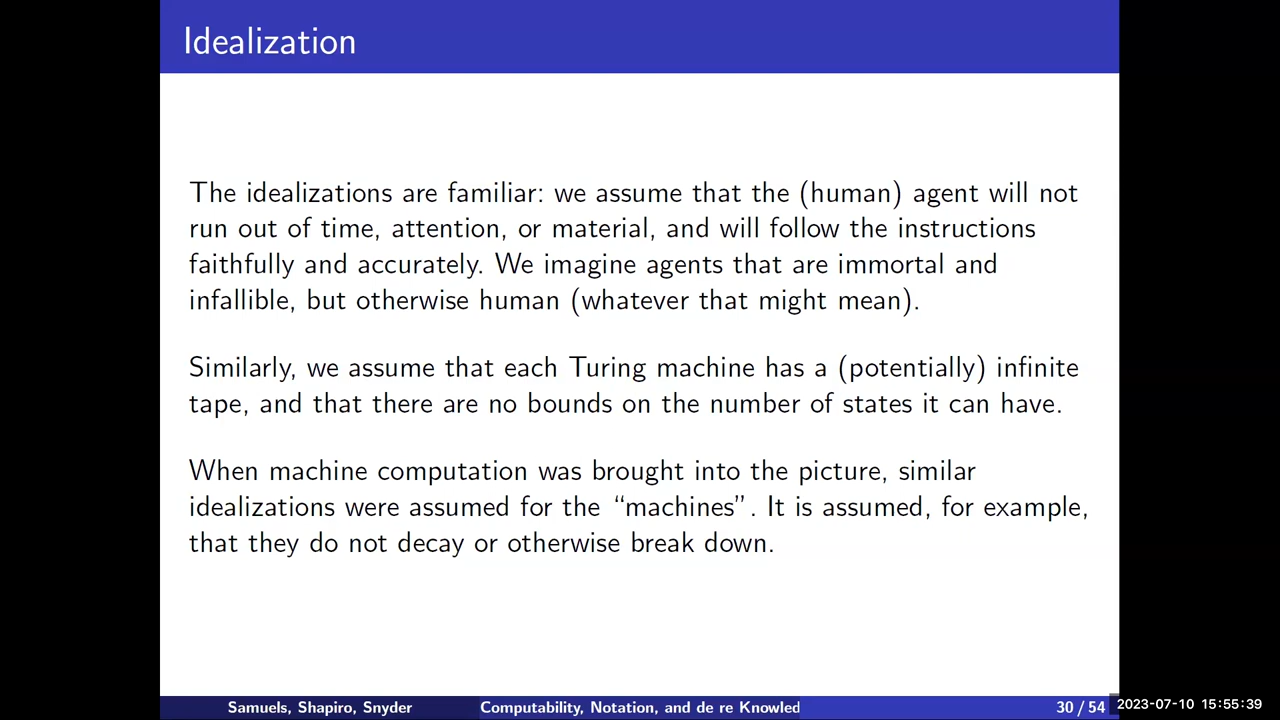 Idealization
The idealizations are familiar: we assume that the (human) agent will not
run out of time, attention, or material, and will follow the instructions
faithfully and accurately. We imagine agents that are immortal and
infallible, but otherwise human (whatever that might mean).
Similarly, we assume that each Turing machine has a (potentially) infinite
tape, and that there are no bounds on the number of states it can have.
When machine computation was brought into the picture, similar
idealizations were assumed for the “machines”. It is assumed, for example,
that they do not decay or otherwise break down.
Samuels, Shapiro, Snyder
Computability, Notation, and de re Knowled
30 / 54
2023-07-10 15:55:39